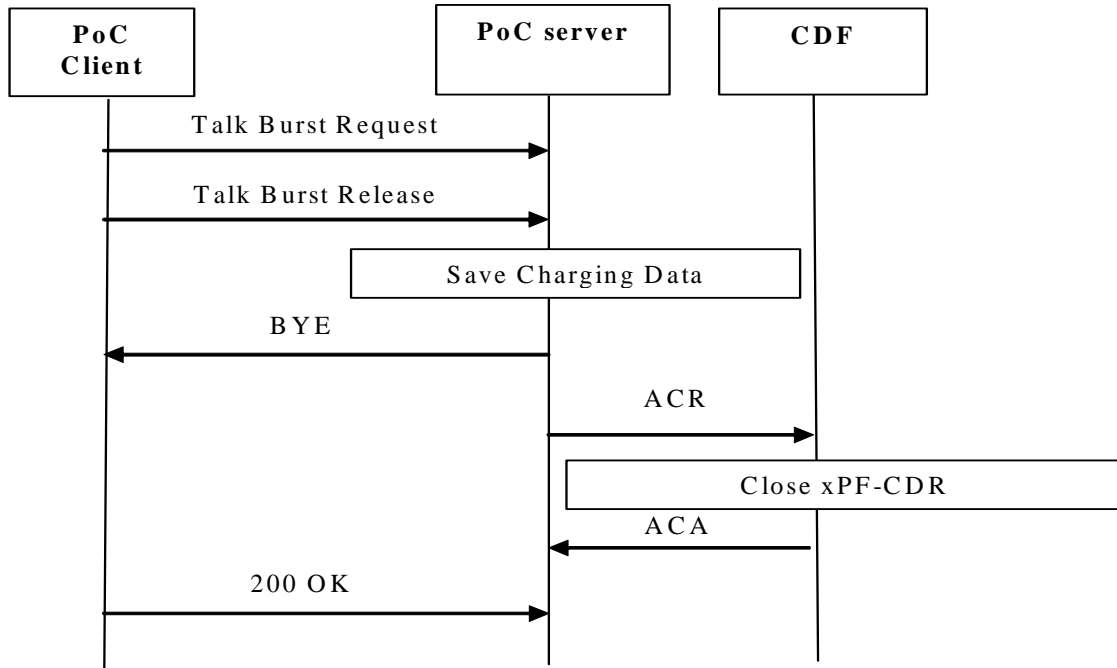 PoC
Client
PoC server
CDF
Talk Burst Request
Talk Burst Release
Save Charging Data
BYE
ACR
Close xPF-CDR
ACA
200 OK